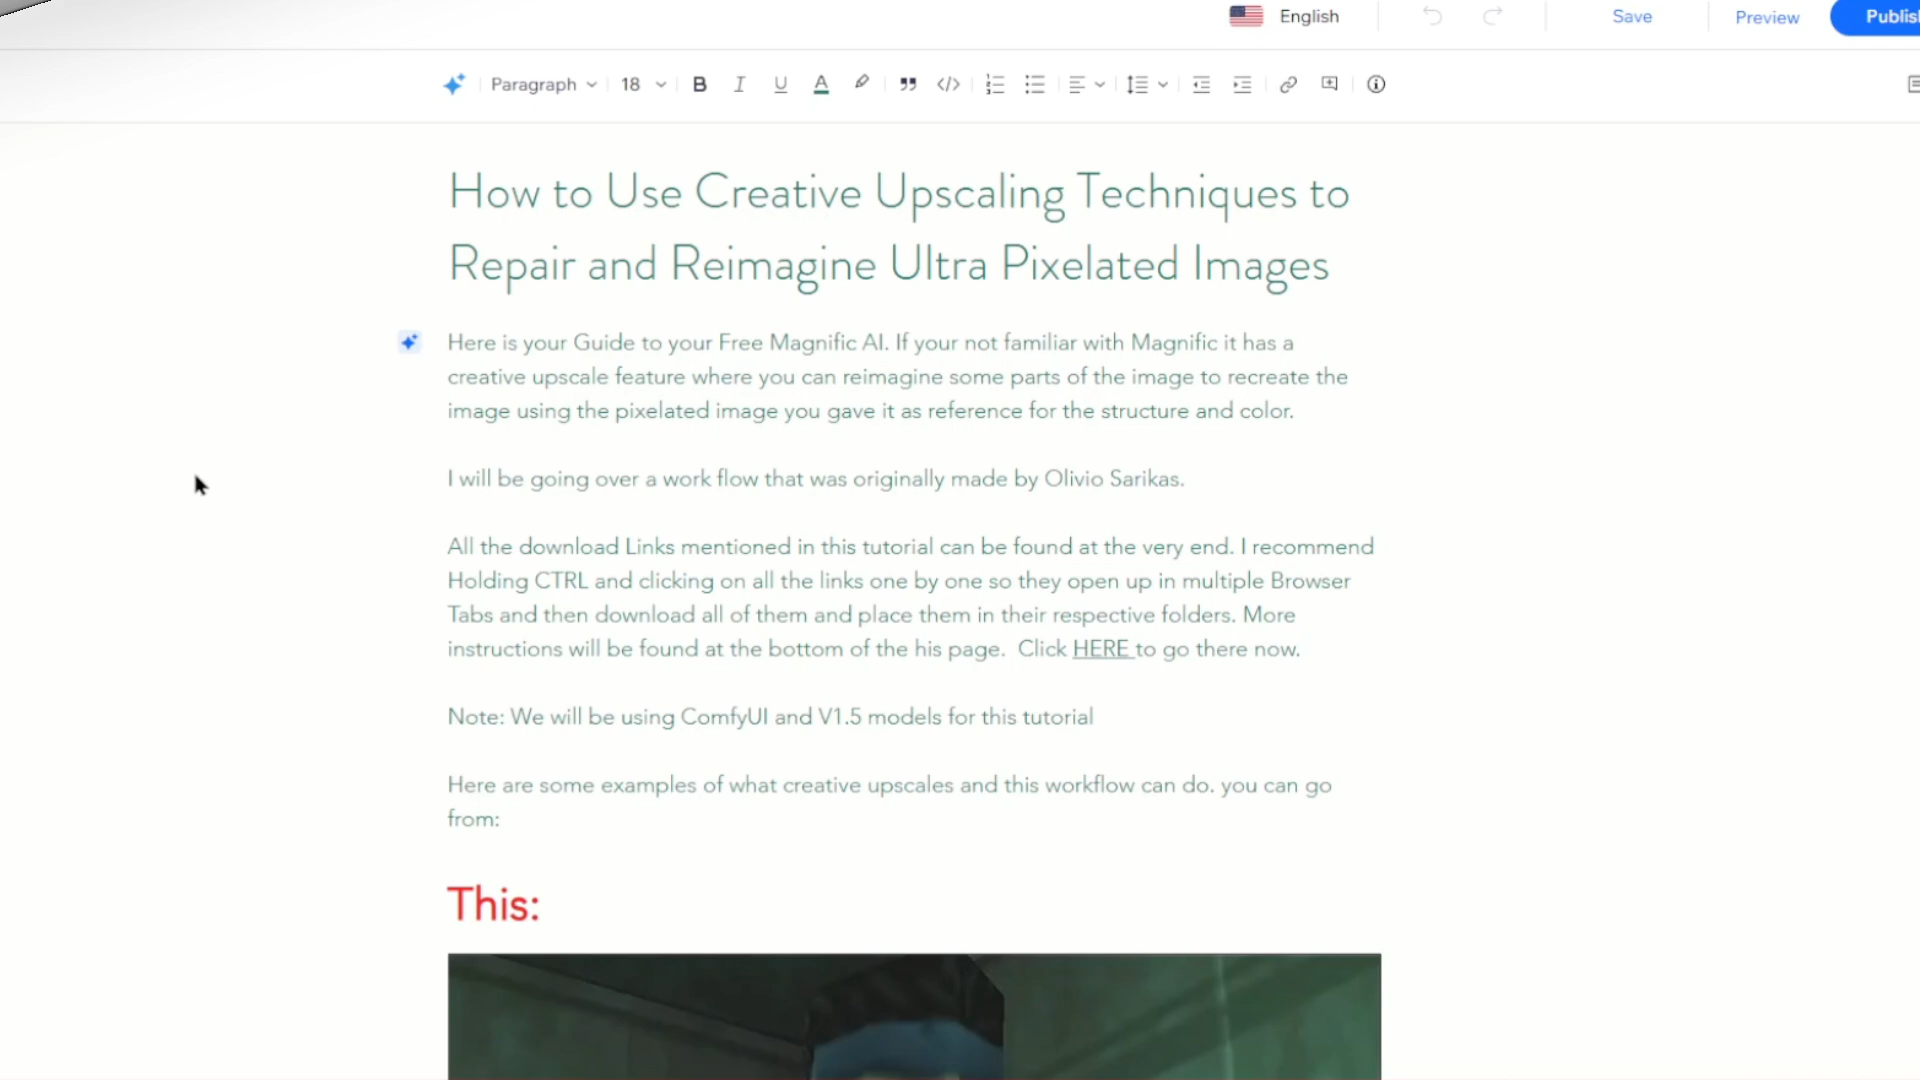 English
Save
Preview
Paragraph
18
B
I
U
A
How to Use Creative Upscaling Techniques to
Repair and Reimagine Ultra Pixelated Images
Here is your Guide to your Free Magnific AI. If your not familiar with Magnific it has a
creative upscale feature where you can reimagine some parts of the image to recreate the
image using the pixelated image you gave it as reference for the structure and color.
I will be going over a work flow that was originally made by Olivio Sarikas.
All the download Links mentioned in this tutorial can be found at the very end. I recommend
Holding CTRL and clicking on all the links one by one so they open up in multiple Browser
Tabs and then download all of them and place them in their respective folders. More
instructions will be found at the bottom of the his page.  Click HERE to go there now.
Note: We will be using ComfyUI and V1.5 models for this tutorial
Here are some examples of what creative upscales and this workflow can do. you can go
from:
This: